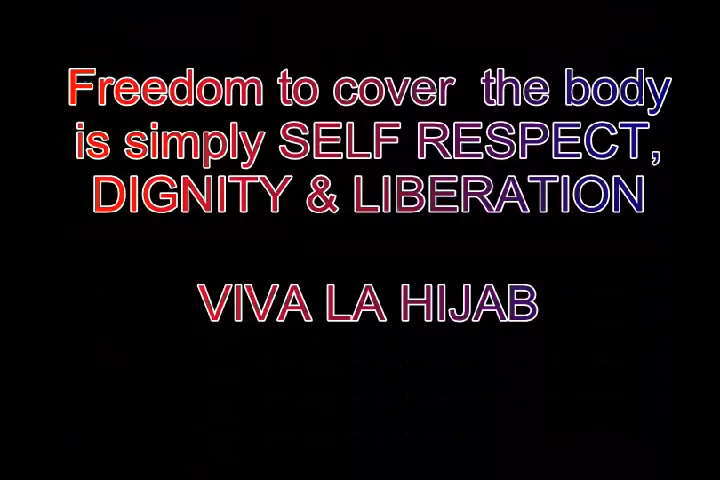 Freedom to cover the body
is simply SELF RESPECT,
DIGNITY & LIBERATION
VIVA LA HIJAB